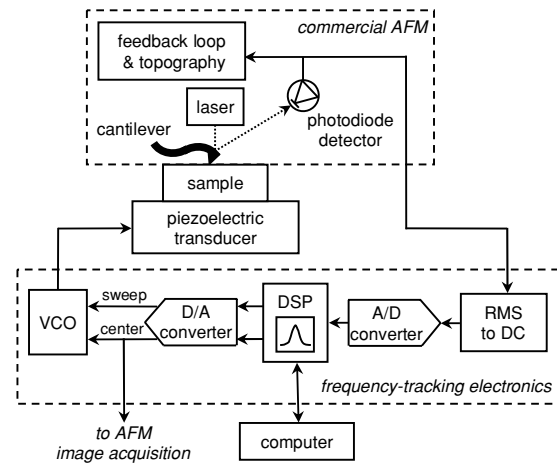 commercial AFM
feedback loop
& topography
laser
cantilever
photodiode
detector
sample
piezoelectric
transducer
sweep
VCO
center
D/A
converter
DSP
A/D
converter
RMS
to DC
frequency-tracking electronics
to AFM
image acquisition
computer